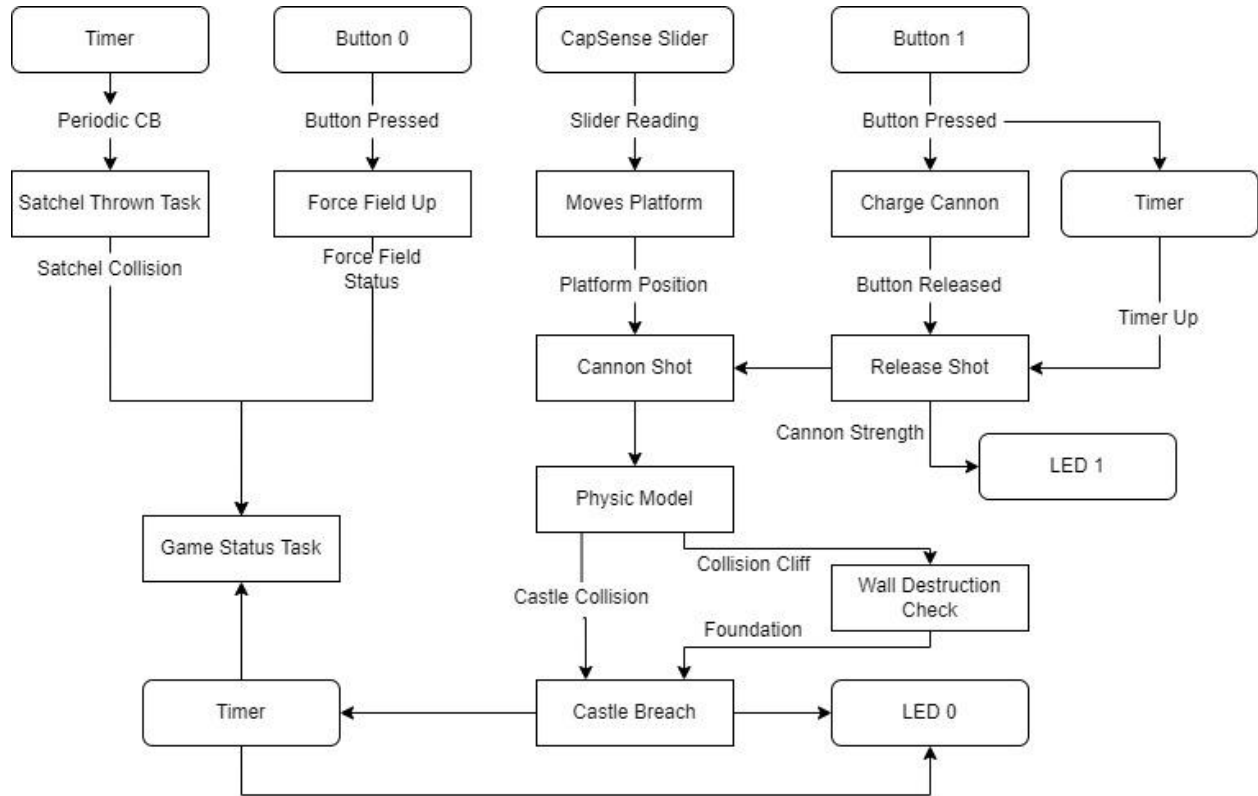 Timer
Button 0
CapSense Slider
Button 1
Periodic CB
Button Pressed
Slider Reading
Button Pressed
Satchel Thrown Task
Force Field Up
Moves Platform
Charge Cannon
Timer
Satchel Collision
Force Field
Status
Platform Position
Button Released
Timer Up
Cannon Shot
Release Shot
Cannon Strength
LED 1
Physic Model
Game Status Task
Collision Cliff
Wall Destruction
Check
Castle Collision
Foundation
Timer
Castle Breach
LED 0